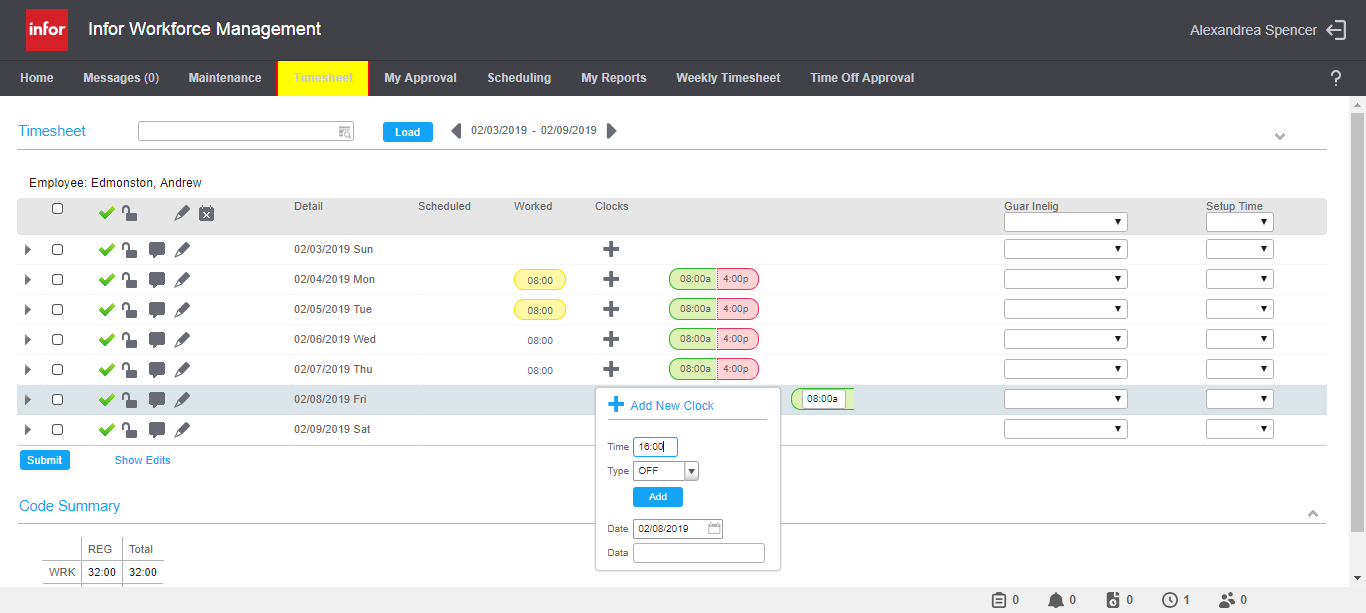 infor Infor Workforce Management Alexandrea Spencer
Home Messages (0) Maintenance Timesheet My Approval Scheduling My Reports Weekly Timesheet Time Off Approval ?
Timesheet Load 02/03/2019 - 02/09/2019
Employee: Edmonston, Andrew
Detail Scheduled Worked Clocks Guar Inelig Setup Time
02/03/2019 Sun
02/04/2019 Mon 08:00 08:00a 4:00p
02/05/2019 Tue 08:00 08:00a 4:00p
02/06/2019 Wed 08:00 08:00a 4:00p
02/07/2019 Thu 08:00 08:00a 4:00p
02/08/2019 Fri 08:00a
Add New Clock
02/09/2019 Sat
Time 16:00
Submit Show Edits
Type OFF
Add
Code Summary
Date 02/08/2019
Data
REG Total
WRK 32:00 32:00
0 0 0 1 0